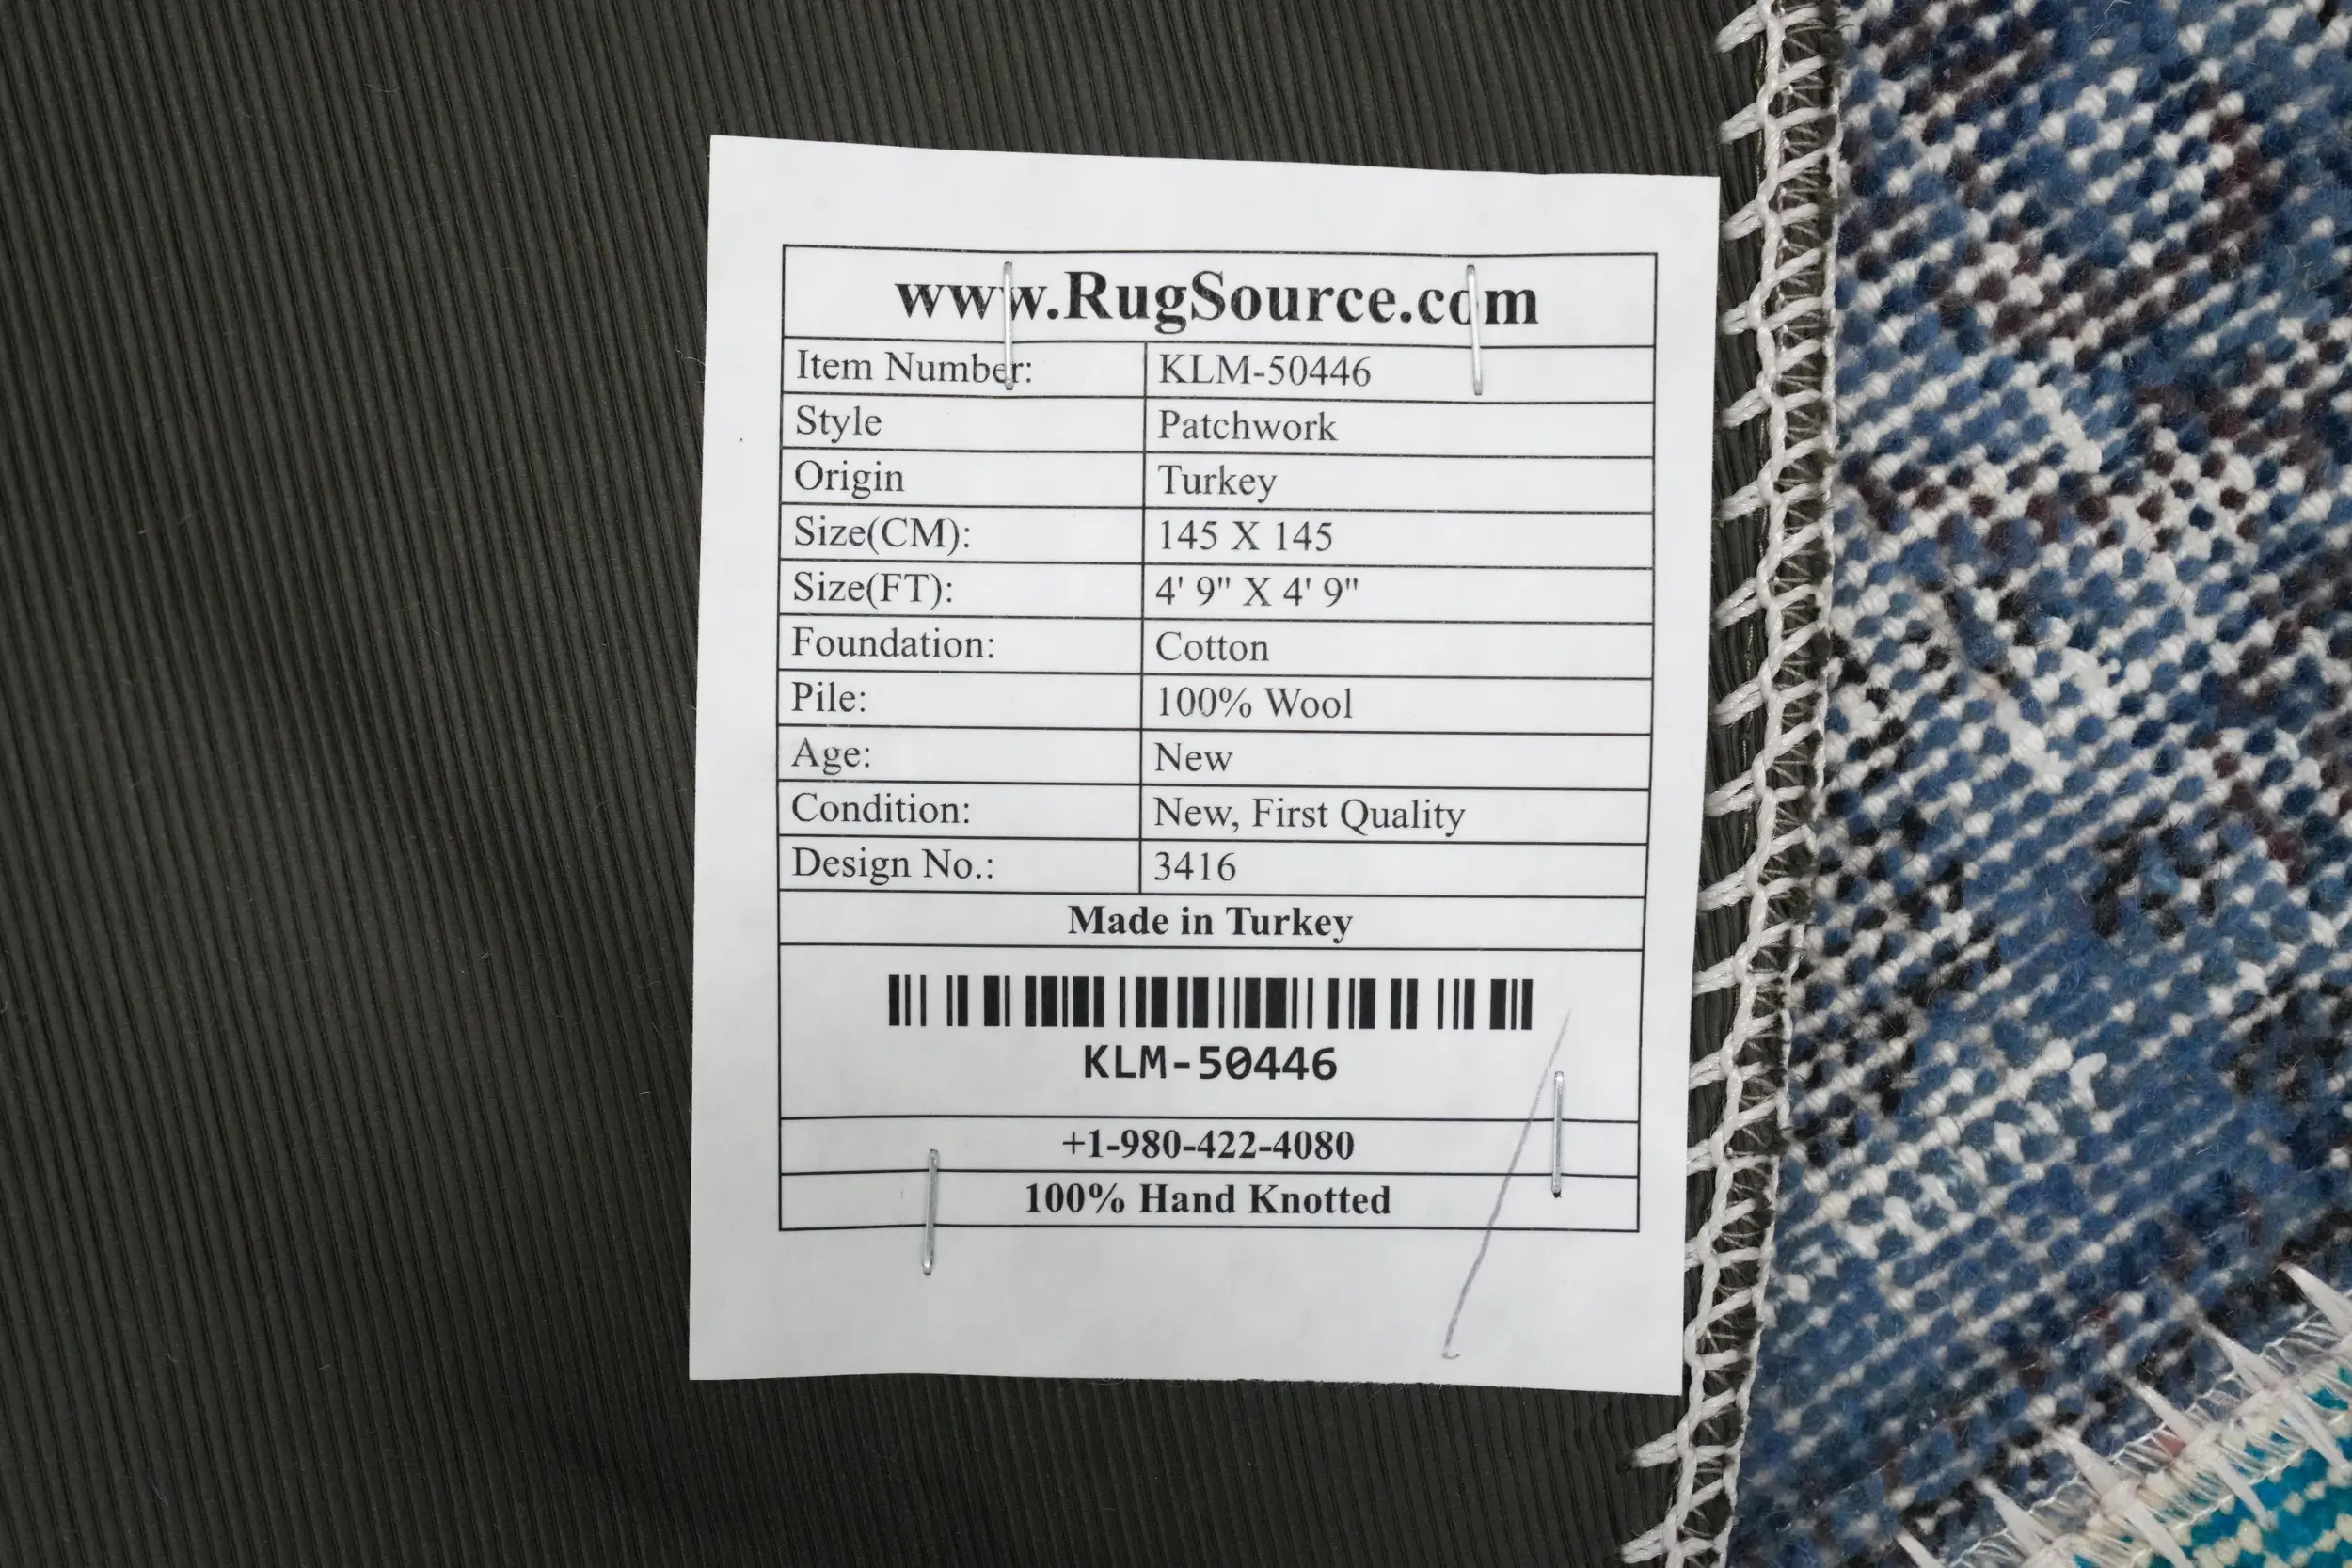 www.RugSource.com
Item Number: KLM-50446
Style Patchwork
Origin Turkey
Size(CM): 145 X 145
Size(FT): 4' 9" X 4' 9"
Foundation: Cotton
Pile: 100% Wool
Age: New
Condition: New, First Quality
Design No.: 3416
Made in Turkey
KLM-50446
+1-980-422-4080
100% Hand Knotted